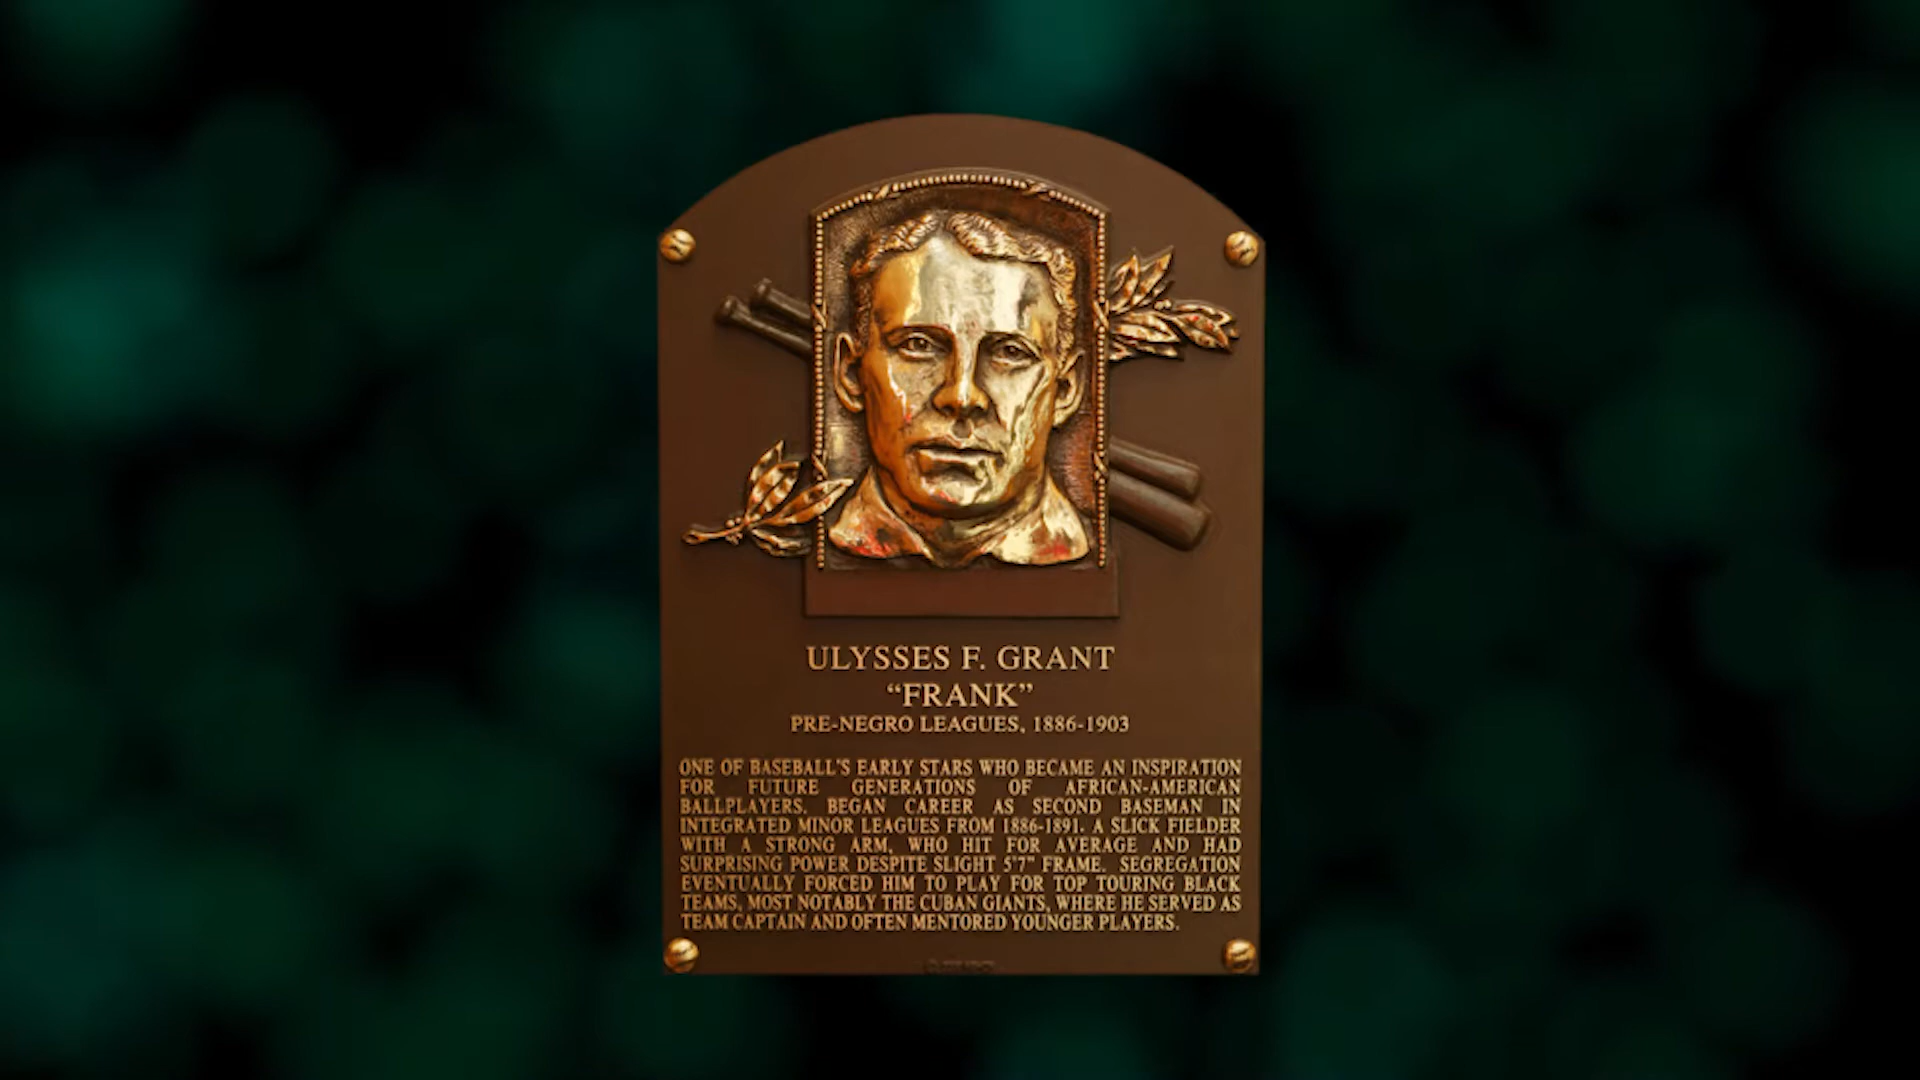 ULYSSES F. GRANT
“FRANK”
PRE-NEGRO LEAGUES, 1886-1903
ONE OF BASEBALL'S EARLY STARS WHO BECAME AN INSPIRATION
FOR FUTURE GENERATIONS OF AFRICAN-AMERICAN
BALLPLAYERS. BEGAN CAREER AS SECOND BASEMAN IN
INTEGRATED MINOR LEAGUES FROM 1886-1891. A SLICK FIELDER
WITH A STRONG ARM, WHO HIT FOR AVERAGE AND HAD
SURPRISING POWER DESPITE SLIGHT 5'7" FRAME. SEGREGATION
EVENTUALLY FORCED HIM TO PLAY FOR TOP TOURING BLACK
TEAMS, MOST NOTABLY THE CUBAN GIANTS, WHERE HE SERVED AS
TEAM CAPTAIN AND OFTEN MENTORED YOUNGER PLAYERS.